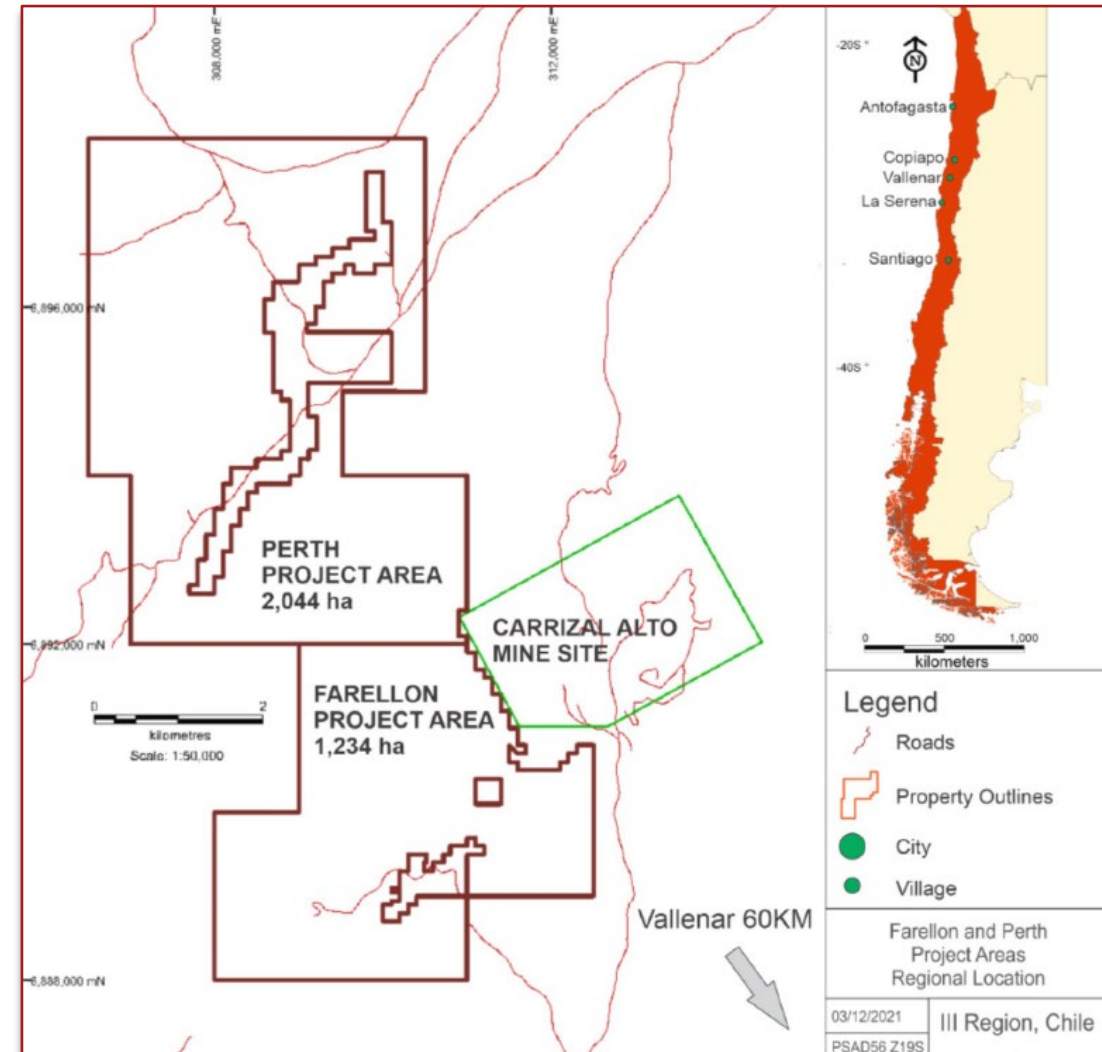 308,000 mE
312,000 mE
6,896,000 mN
6,892,000 mN
6,888,000 mN
PERTH
PROJECT AREA
2,044 ha
CARRIZAL ALTO
MINE SITE
FARELLON
PROJECT AREA
1,234 ha
0 2
kilometres
Scale: 1:50,000
Vallenar 60KM
-20S °
N
Antofagasta
Copiapo
Vallenar
La Serena
Santiago
-40S °
0 500 1,000
kilometers
Legend
Roads
Property Outlines
City
Village
Farellon and Perth
Project Areas
Regional Location
03/12/2021
III Region, Chile
PSAD56 Z19S